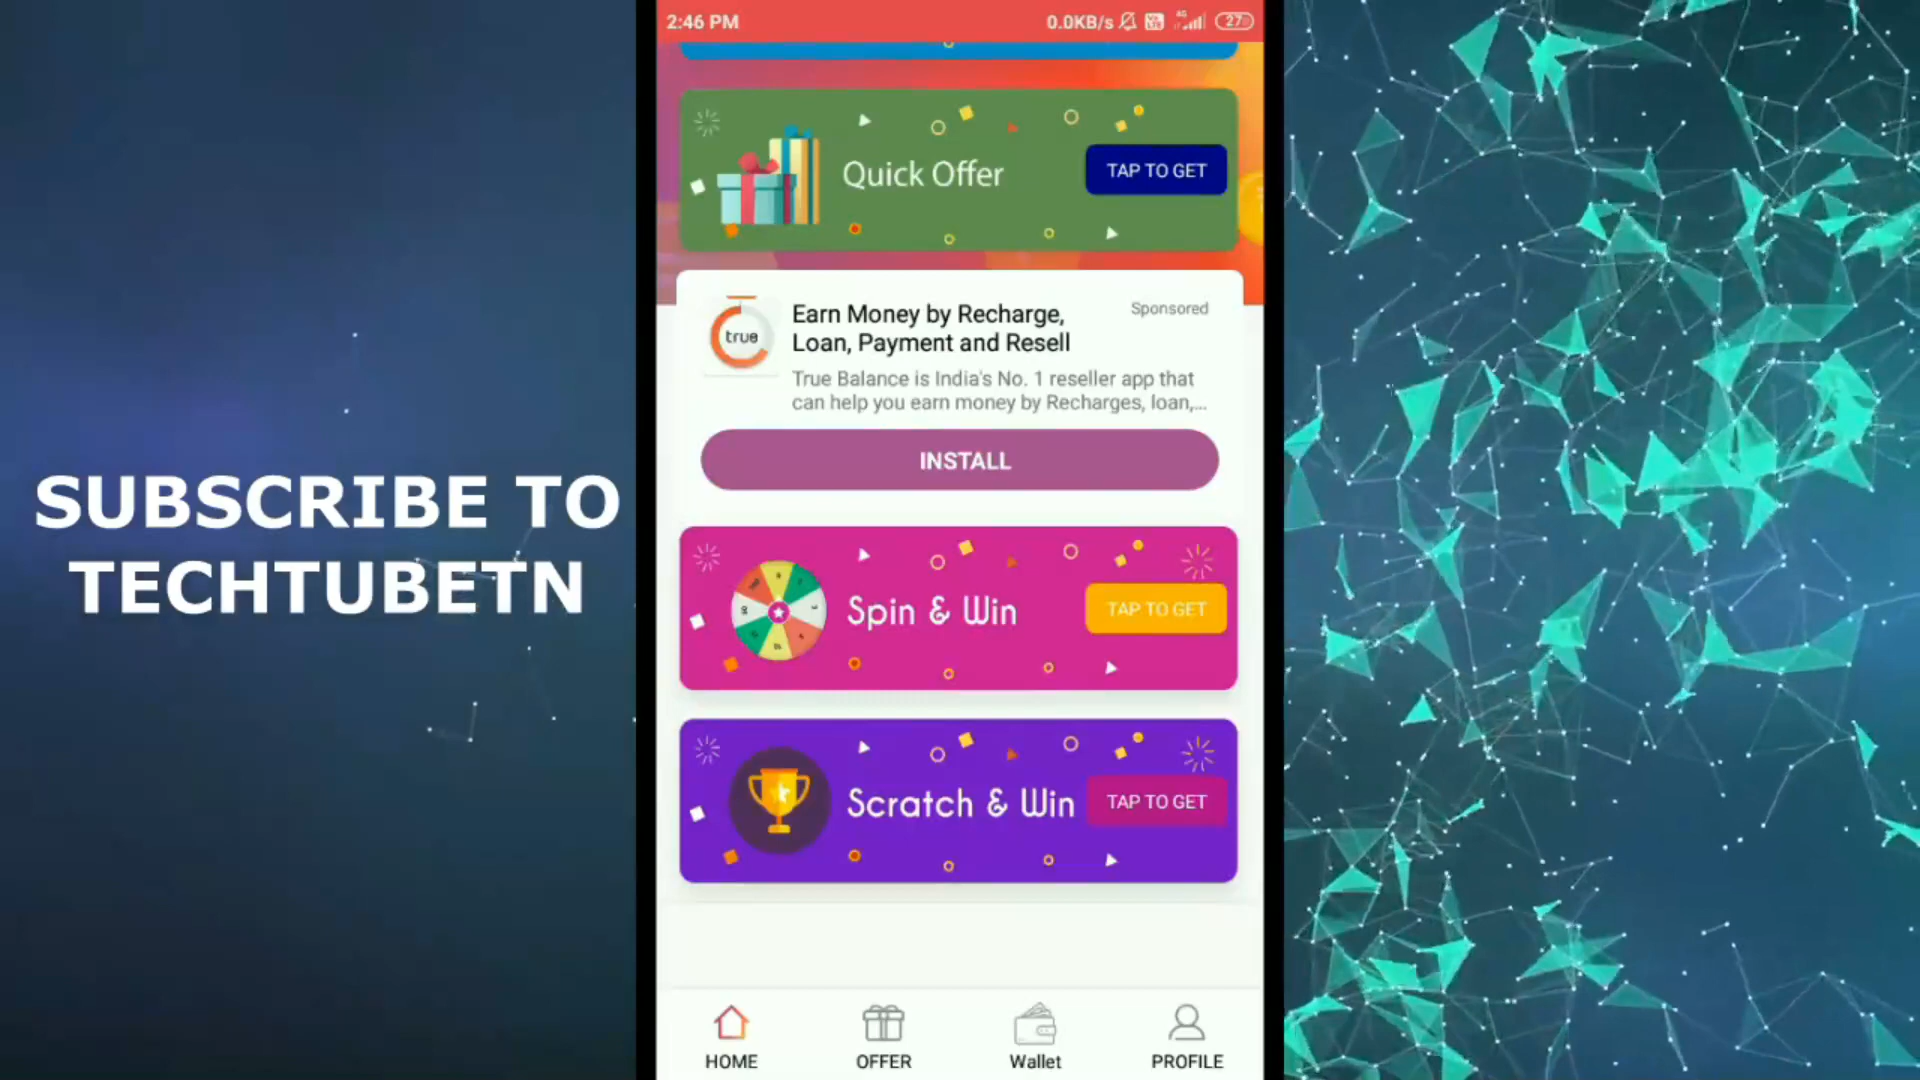 SUBSCRIBE TO
TECHTUBETN
2:46 PM
0.0KB/s
4G
27
Quick Offer
TAP TO GET
true
Earn Money by Recharge,
Loan, Payment and Resell
Sponsored
True Balance is India's No. 1 reseller app that
can help you earn money by Recharges, loan,...
INSTALL
Spin & Win
TAP TO GET
Scratch & Win
TAP TO GET
HOME
OFFER
Wallet
PROFILE